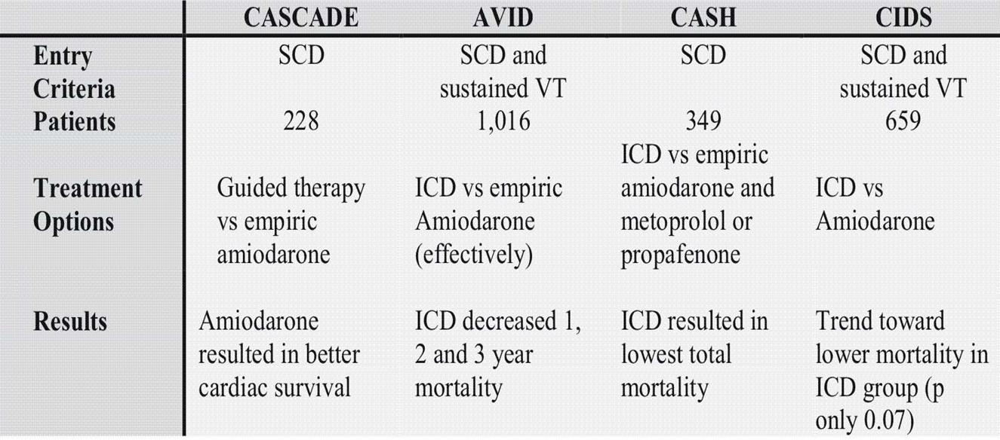 CASCADE AVID CASH CIDS
Entry Criteria SCD SCD and sustained VT SCD SCD and sustained VT
Patients 228 1,016 349 659
Treatment Options Guided therapy vs empiric amiodarone ICD vs empiric Amiodarone (effectively) ICD vs empiric amiodarone and metoprolol or propafenone ICD vs Amiodarone
Results Amiodarone resulted in better cardiac survival ICD decreased 1, 2 and 3 year mortality ICD resulted in lowest total mortality Trend toward lower mortality in ICD group (p only 0.07)